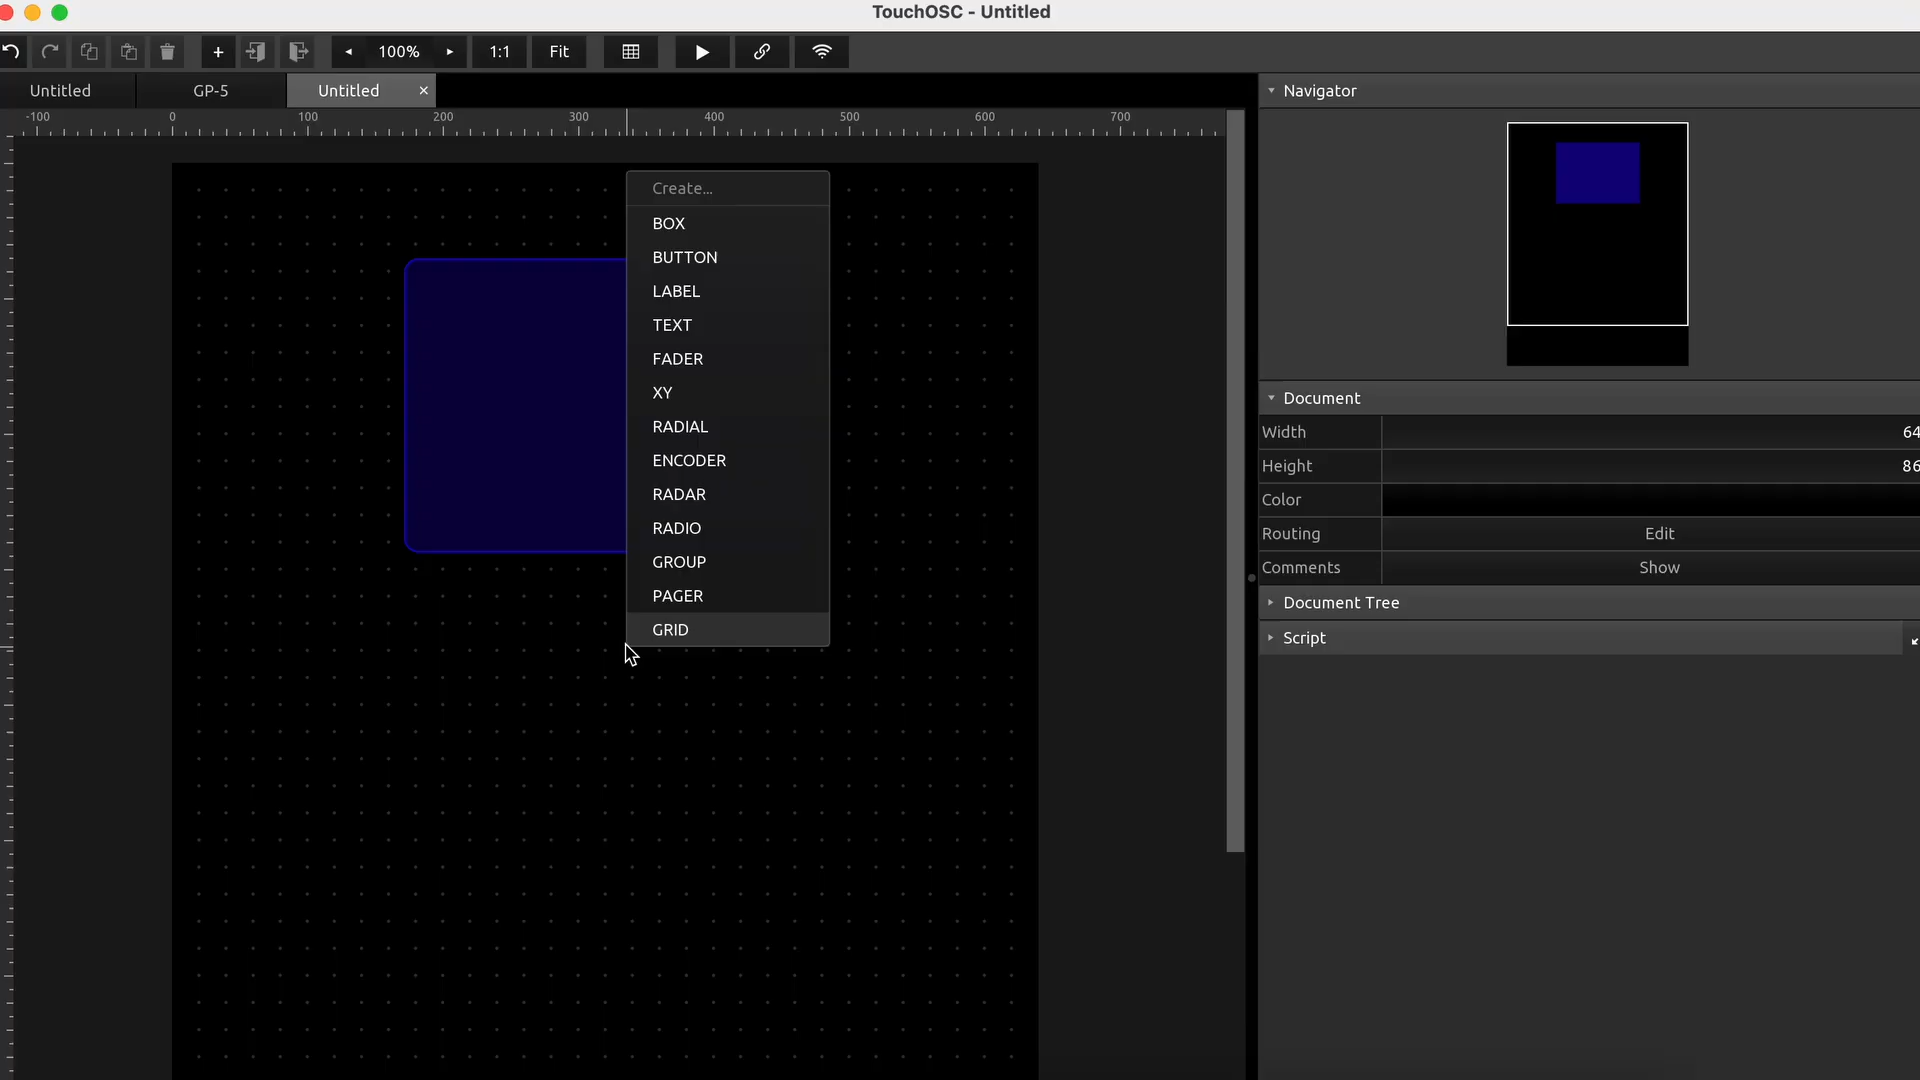 TouchOSC - Untitled
+ ◂ 100% ▸ 1:1 Fit
Untitled GP-5 Untitled ×
-100 0 100 200 300 400 500 600 700
Create...
BOX
BUTTON
LABEL
TEXT
FADER
XY
RADIAL
ENCODER
RADAR
RADIO
GROUP
PAGER
GRID
Navigator
Document
Width 64
Height 86
Color
Routing Edit
Comments Show
Document Tree
Script